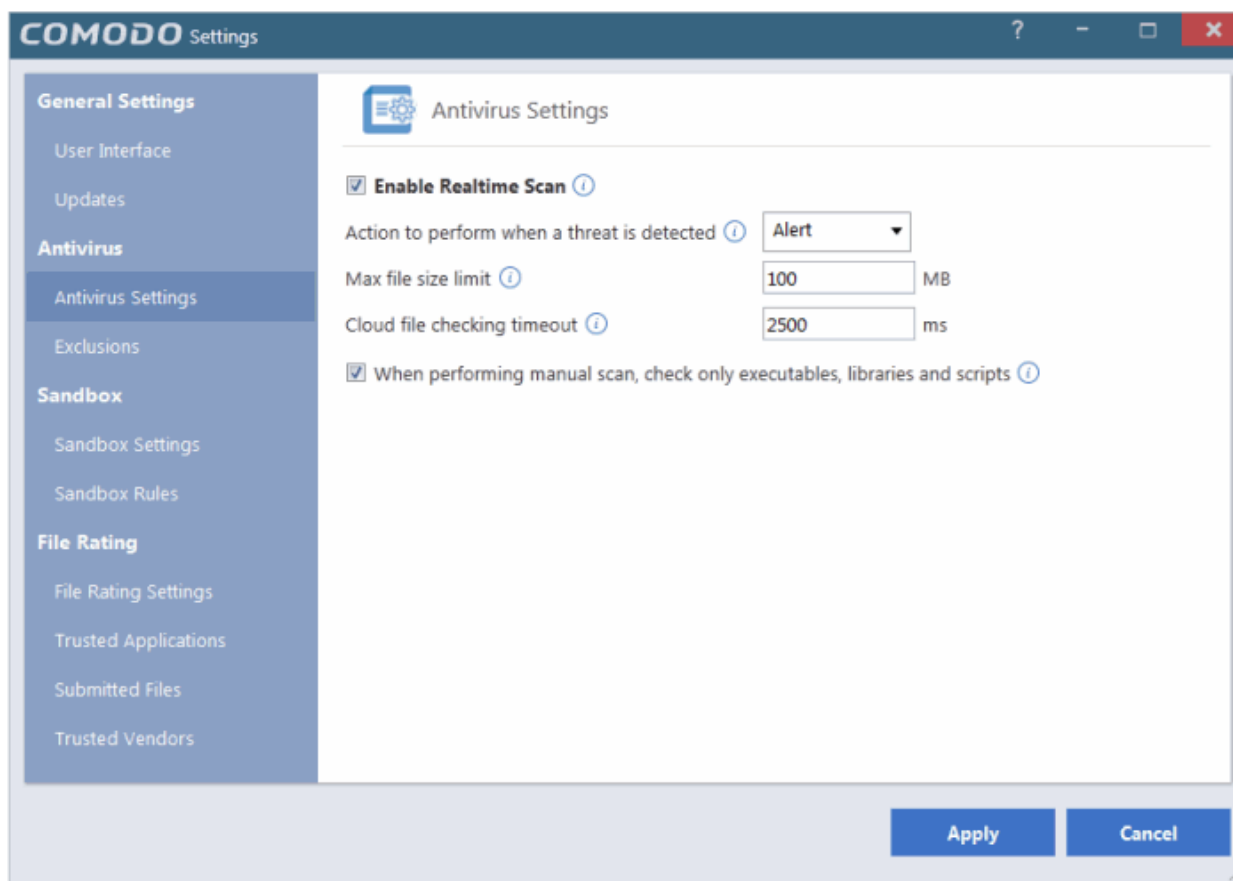 COMODO Settings
?
General Settings
User Interface
Updates
Antivirus
Antivirus Settings
Exclusions
Sandbox
Sandbox Settings
Sandbox Rules
File Rating
File Rating Settings
Trusted Applications
Submitted Files
Trusted Vendors
Antivirus Settings
Enable Realtime Scan
Action to perform when a threat is detected Alert
Max file size limit 100 MB
Cloud file checking timeout 2500 ms
When performing manual scan, check only executables, libraries and scripts
Apply
Cancel